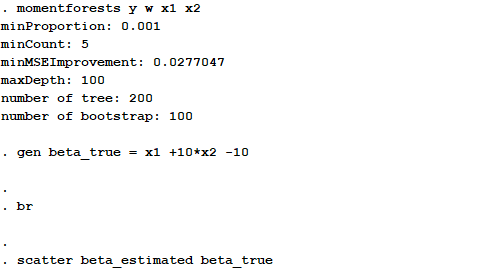 . momentforests y w x1 x2
minProportion: 0.001
minCount: 5
minMSEImprovement: 0.0277047
maxDepth: 100
number of tree: 200
number of bootstrap: 100
. gen beta_true = x1 +10*x2 -10
.
. br
.
. scatter beta_estimated beta_true